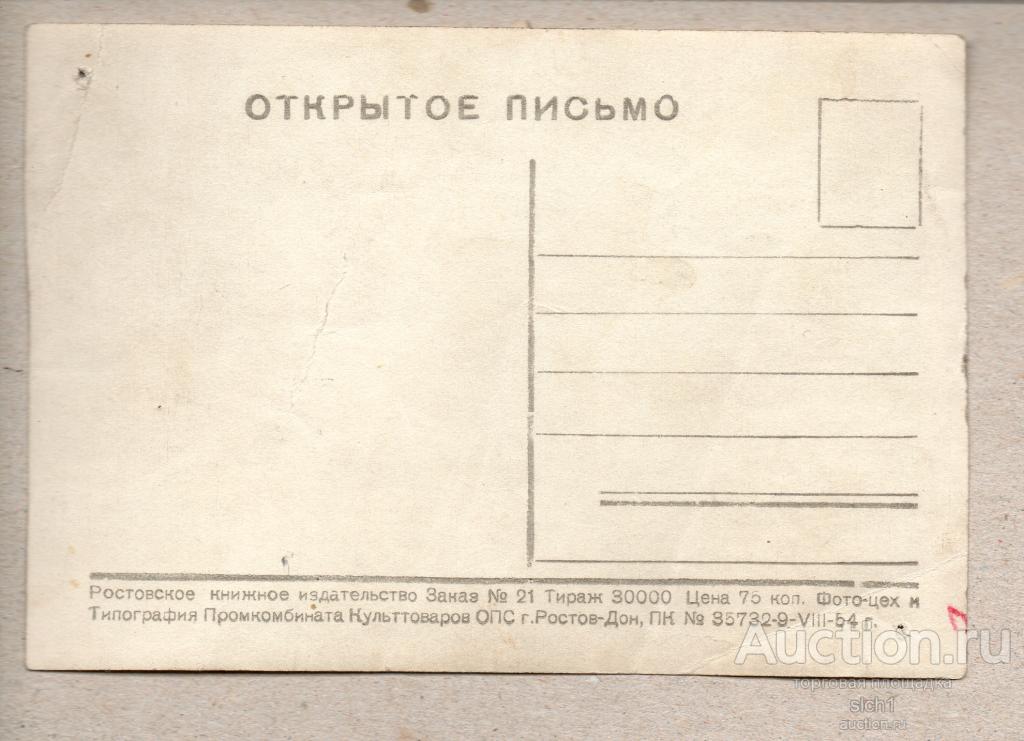 ОТКРЫТОЕ ПИСЬМО
Ростовское книжное издательство Заказ № 21 Тираж 30000 Цена 75 коп. Фото-цех и
Типография Промкомбината Культтоваров ОПС г.Ростов-Дон, ПК № 35732-9-VIII-54 г.
Auction.ru
торговая площадка
slch1
auction.ru